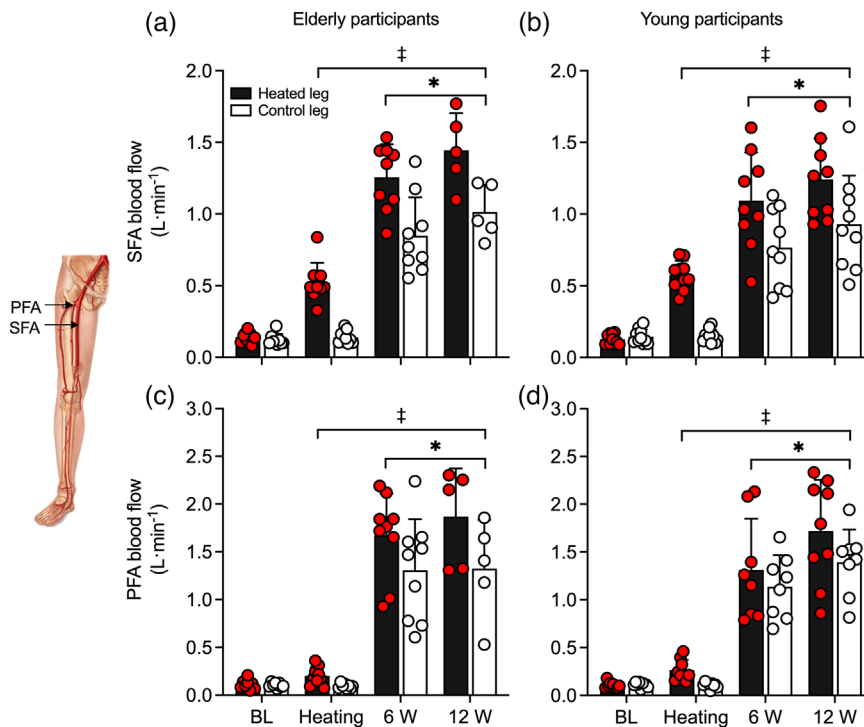 Elderly participants
Young participants
(a)
(b)
‡
‡
*
*
Heated leg
Control leg
2.0
1.5
1.0
0.5
0.0
SFA blood flow
(L·min⁻¹)
2.0
1.5
1.0
0.5
0.0
PFA
SFA
(c)
(d)
‡
‡
*
*
3.0
2.5
2.0
1.5
1.0
0.5
0.0
PFA blood flow
(L·min⁻¹)
3.0
2.5
2.0
1.5
1.0
0.5
0.0
BL Heating 6 W 12 W
BL Heating 6 W 12 W